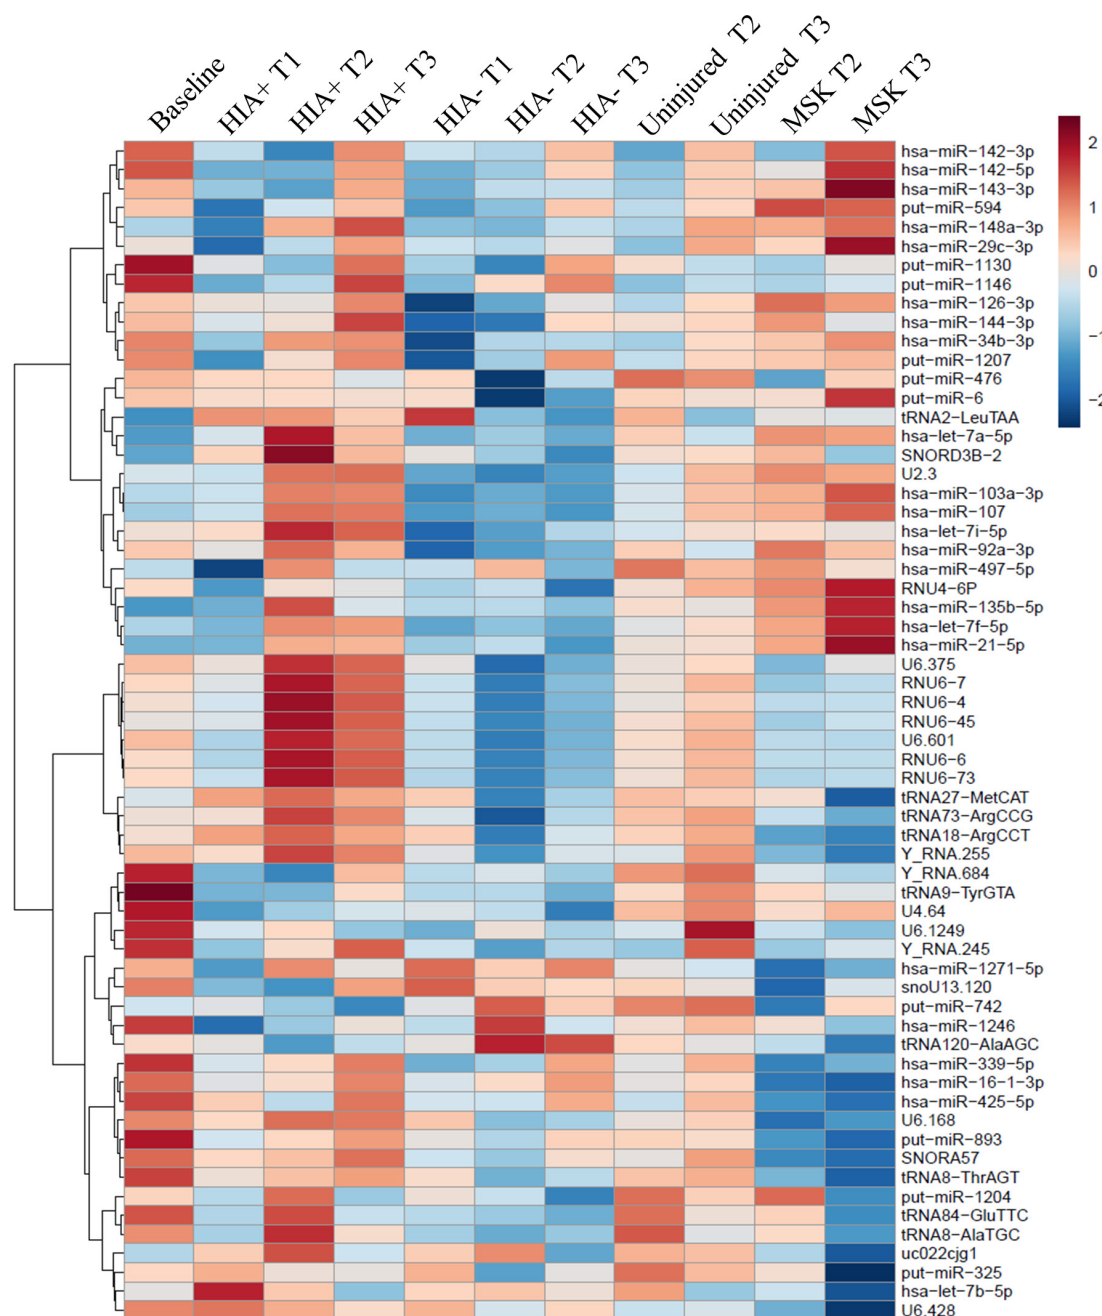 Baseline
HIA+ T1
HIA+ T2
HIA+ T3
HIA- T1
HIA- T2
HIA- T3
Uninjured T2
Uninjured T3
MSK T2
MSK T3
2
1
0
−1
−2
hsa−miR−142−3p
hsa−miR−142−5p
hsa−miR−143−3p
put−miR−594
hsa−miR−148a−3p
hsa−miR−29c−3p
put−miR−1130
put−miR−1146
hsa−miR−126−3p
hsa−miR−144−3p
hsa−miR−34b−3p
put−miR−1207
put−miR−476
put−miR−6
tRNA2−LeuTAA
hsa−let−7a−5p
SNORD3B−2
U2.3
hsa−miR−103a−3p
hsa−miR−107
hsa−let−7i−5p
hsa−miR−92a−3p
hsa−miR−497−5p
RNU4−6P
hsa−miR−135b−5p
hsa−let−7f−5p
hsa−miR−21−5p
U6.375
RNU6−7
RNU6−4
RNU6−45
U6.601
RNU6−6
RNU6−73
tRNA27−MetCAT
tRNA73−ArgCCG
tRNA18−ArgCCT
Y_RNA.255
Y_RNA.684
tRNA9−TyrGTA
U4.64
U6.1249
Y_RNA.245
hsa−miR−1271−5p
snoU13.120
put−miR−742
hsa−miR−1246
tRNA120−AlaAGC
hsa−miR−339−5p
hsa−miR−16−1−3p
hsa−miR−425−5p
U6.168
put−miR−893
SNORA57
tRNA8−ThrAGT
put−miR−1204
tRNA84−GluTTC
tRNA8−AlaTGC
uc022cjg1
put−miR−325
hsa−let−7b−5p
U6.428